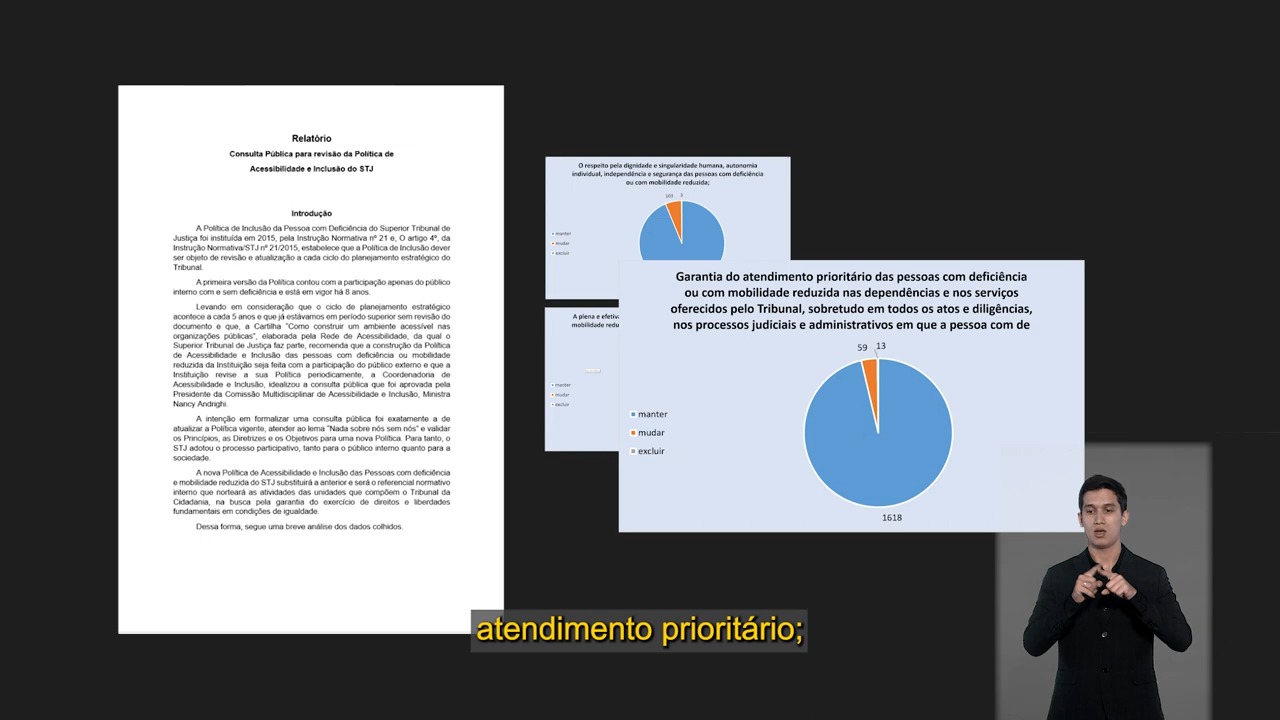 Relatório
Consulta Pública para revisão da Política de
Acessibilidade e Inclusão do STJ
Introdução
A Política de Inclusão da Pessoa com Deficiência do Superior Tribunal de
Justiça foi instituída em 2015, pela Instrução Normativa nº 21 e, O artigo 4º, da
Instrução Normativa/STJ nº 21/2015, estabelece que a Política de Inclusão dever
ser objeto de revisão e atualização a cada ciclo do planejamento estratégico do
Tribunal.
A primeira versão da Política contou com a participação apenas do público
interno com e sem deficiência e está em vigor há 8 anos.
Levando em consideração que o ciclo de planejamento estratégico
acontece a cada 5 anos e que já estávamos em período superior sem revisão do
documento e que, a Cartilha "Como construir um ambiente acessível nas
organizações públicas", elaborada pela Rede de Acessibilidade, da qual o
Superior Tribunal de Justiça faz parte, recomenda que a construção da Política
de Acessibilidade e Inclusão das pessoas com deficiência ou mobilidade
reduzida da Instituição seja feita com a participação do público externo e que a
Instituição revise a sua Política periodicamente, a Coordenadoria de
Acessibilidade e Inclusão, idealizou a consulta pública que foi aprovada pela
Presidente da Comissão Multidisciplinar de Acessibilidade e Inclusão, Ministra
Nancy Andrighi.
A intenção em formalizar uma consulta pública foi exatamente a de
atualizar a Política vigente, atender ao lema "Nada sobre nós sem nós" e validar
os Princípios, as Diretrizes e os Objetivos para uma nova Política. Para tanto, o
STJ adotou o processo participativo, tanto para o público interno quanto para a
sociedade.
A nova Política de Acessibilidade e Inclusão das Pessoas com deficiência
e mobilidade reduzida do STJ substituirá a anterior e será o referencial normativo
interno que norteará as atividades das unidades que compõem o Tribunal da
Cidadania, na busca pela garantia do exercício de direitos e liberdades
fundamentais em condições de igualdade.
Dessa forma, segue uma breve análise dos dados colhidos.
O respeito pela dignidade e singularidade humana, autonomia
individual, independência e segurança das pessoas com deficiência
ou com mobilidade reduzida;
manter
mudar
excluir
A plena e efetiv
mobilidade redu
manter
mudar
excluir
Garantia do atendimento prioritário das pessoas com deficiência
ou com mobilidade reduzida nas dependências e nos serviços
oferecidos pelo Tribunal, sobretudo em todos os atos e diligências,
nos processos judiciais e administrativos em que a pessoa com de
59 13
manter
mudar
excluir
1618
atendimento prioritário;